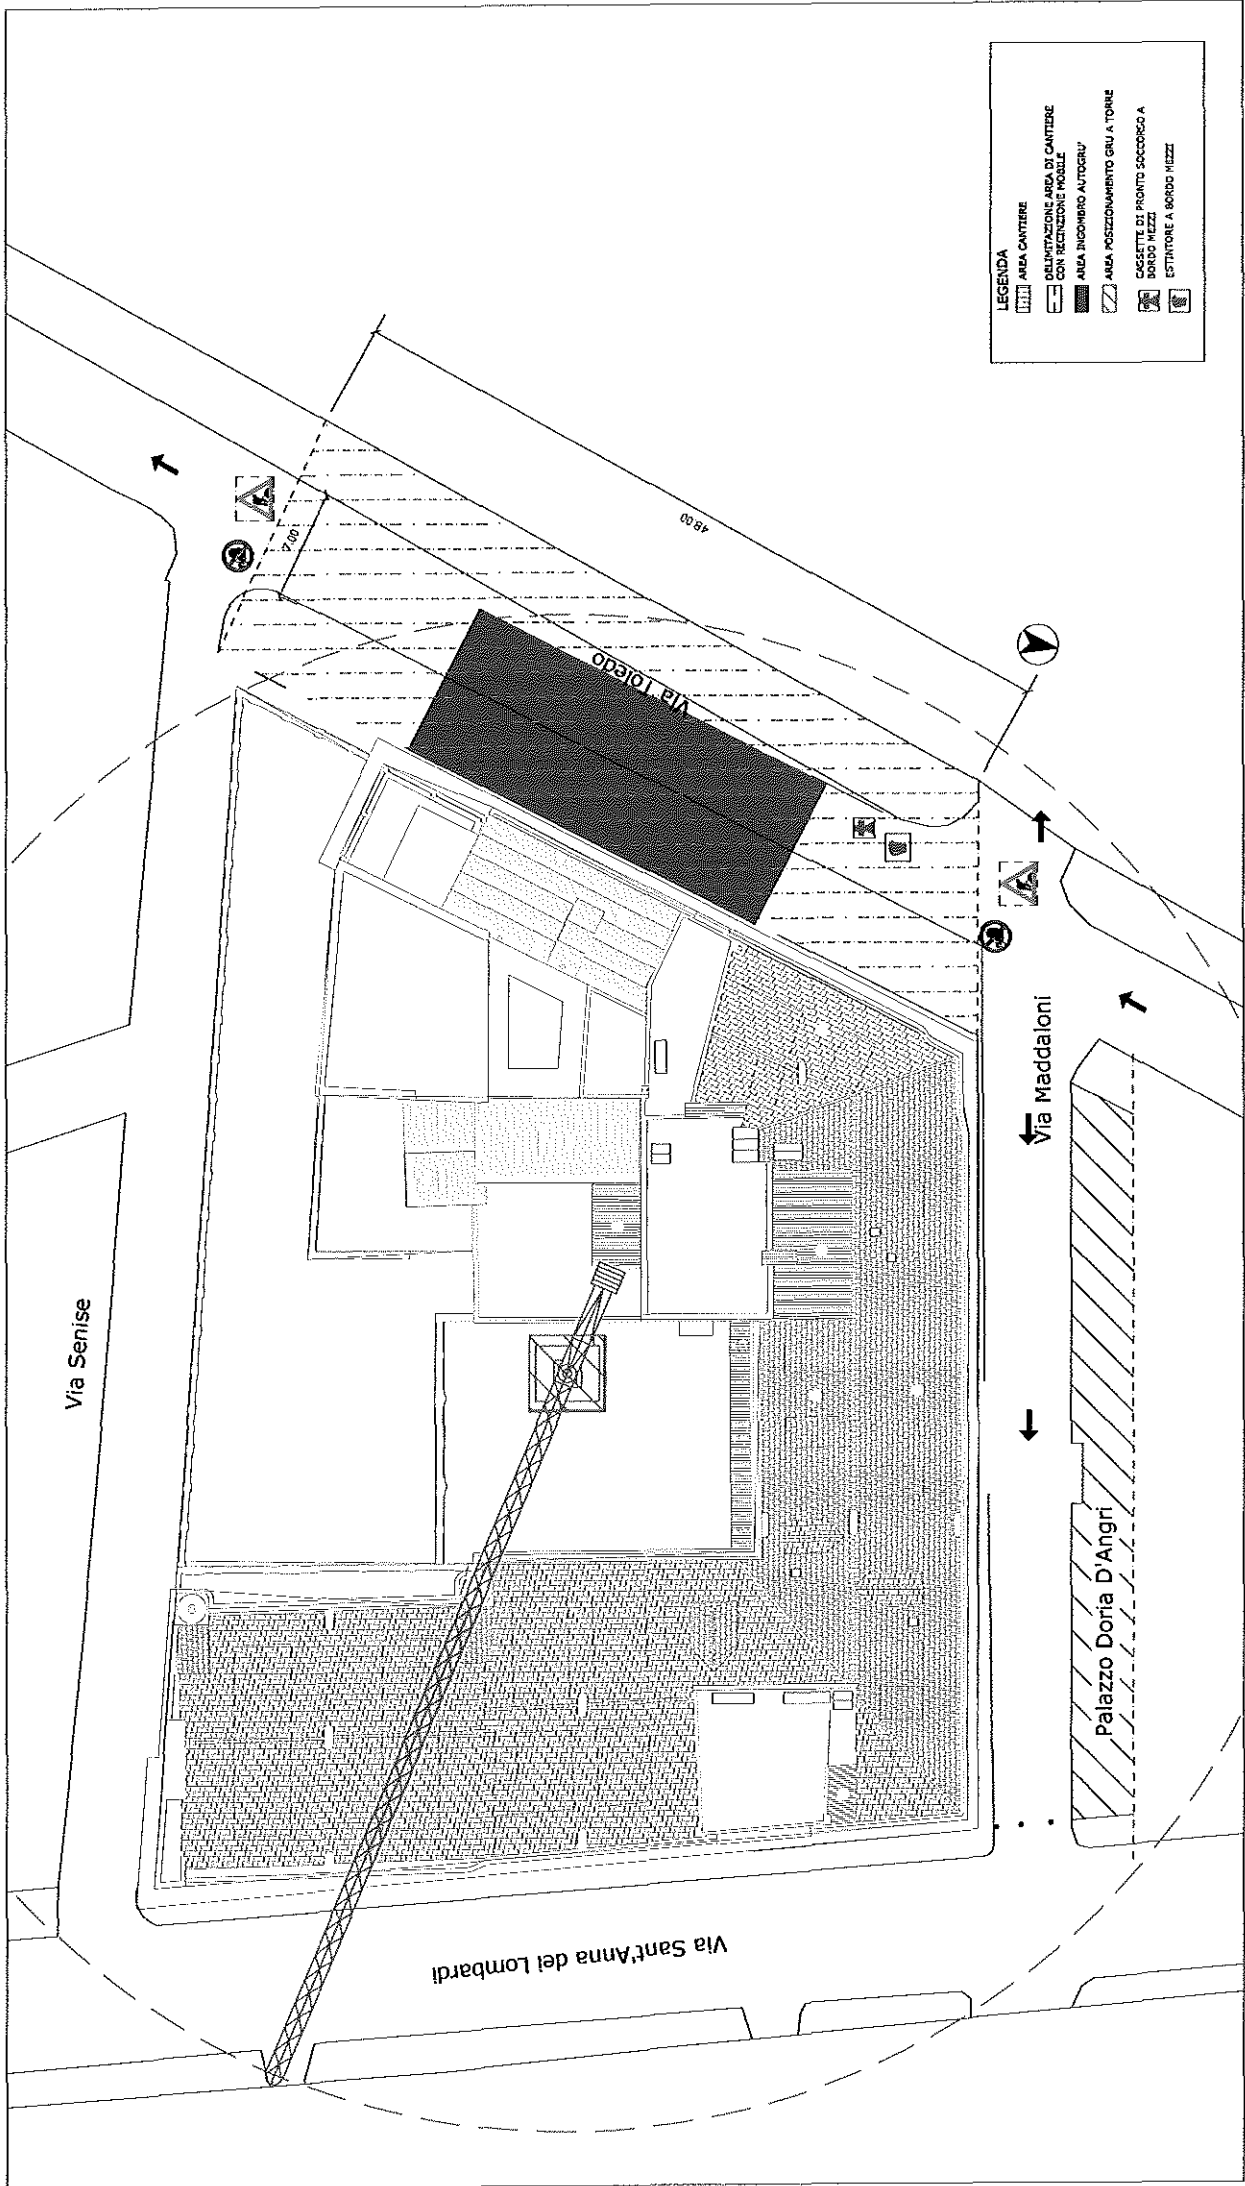 Via Senise
Via Sant'Anna dei Lombardi
Palazzo Doria D'Angri
Via Maddaloni
Via Toledo
7.00
48.00
LEGENDA
AREA CANTIERE
DELIMITAZIONE AREA DI CANTIERE
CON RECINZIONE MOBILE
AREA INGOMBRO AUTOGRU'
AREA POSIZIONAMENTO GRU A TORRE
CASSETTE DI PRONTO SOCCORSO A
BORDO MEZZI
ESTINTORE A BORDO MEZZI